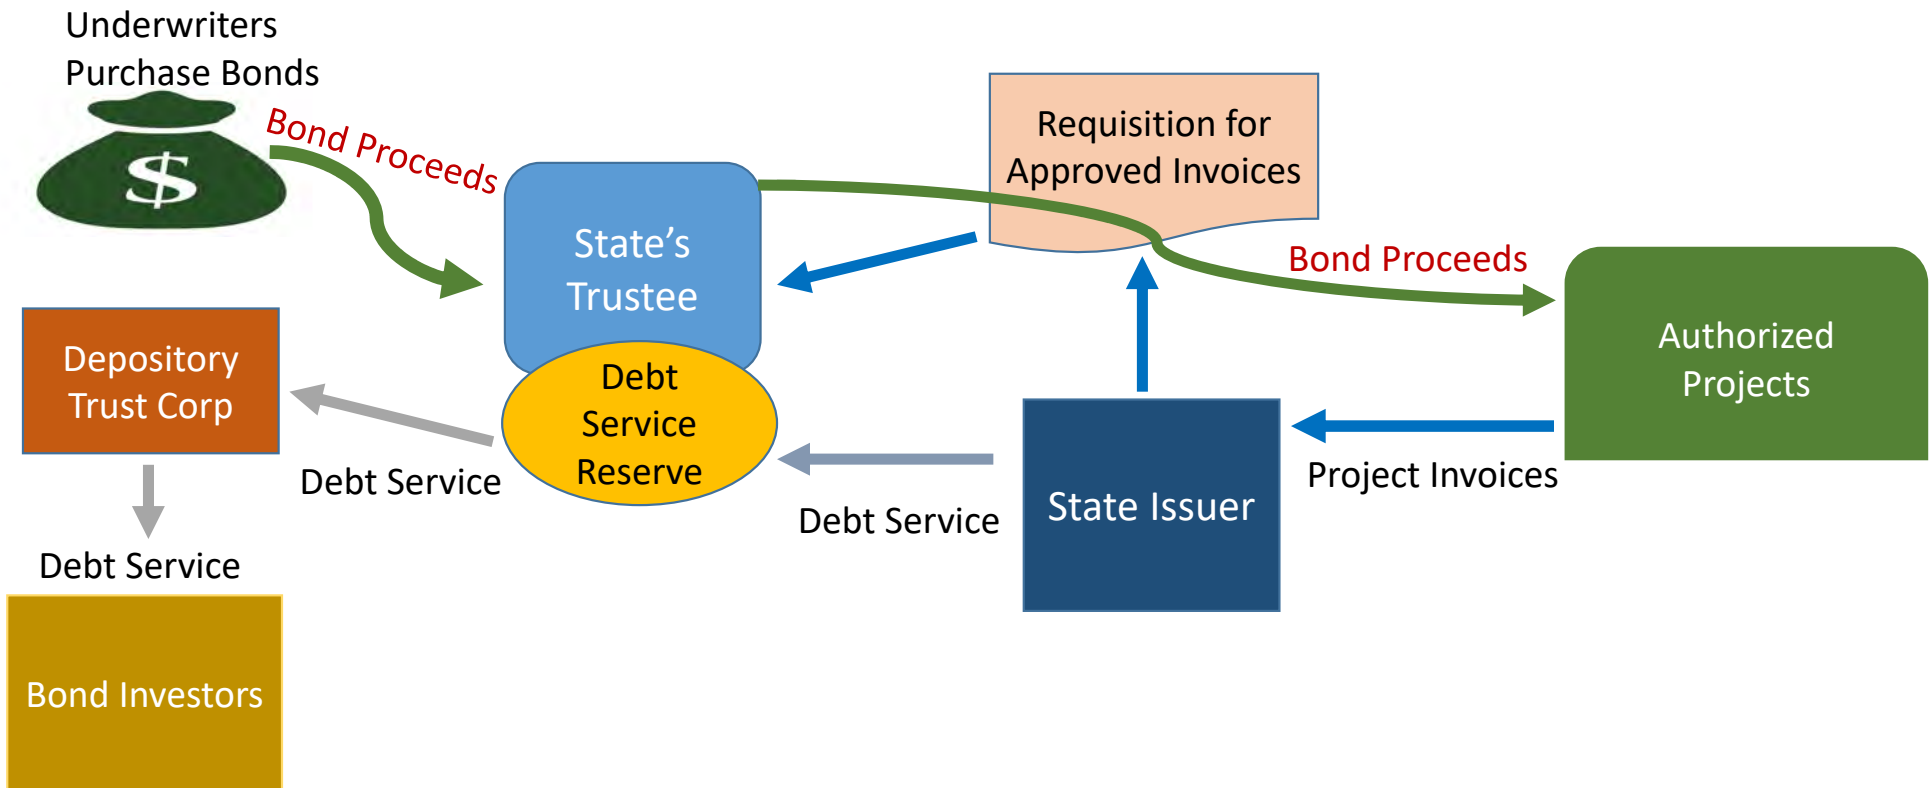 Underwriters
Purchase Bonds
$
Bond Proceeds
State's
Trustee
Requisition for
Approved Invoices
Bond Proceeds
Authorized
Projects
Depository
Trust Corp
Debt
Service
Reserve
Debt Service
Debt Service
State Issuer
Project Invoices
Debt Service
Bond Investors